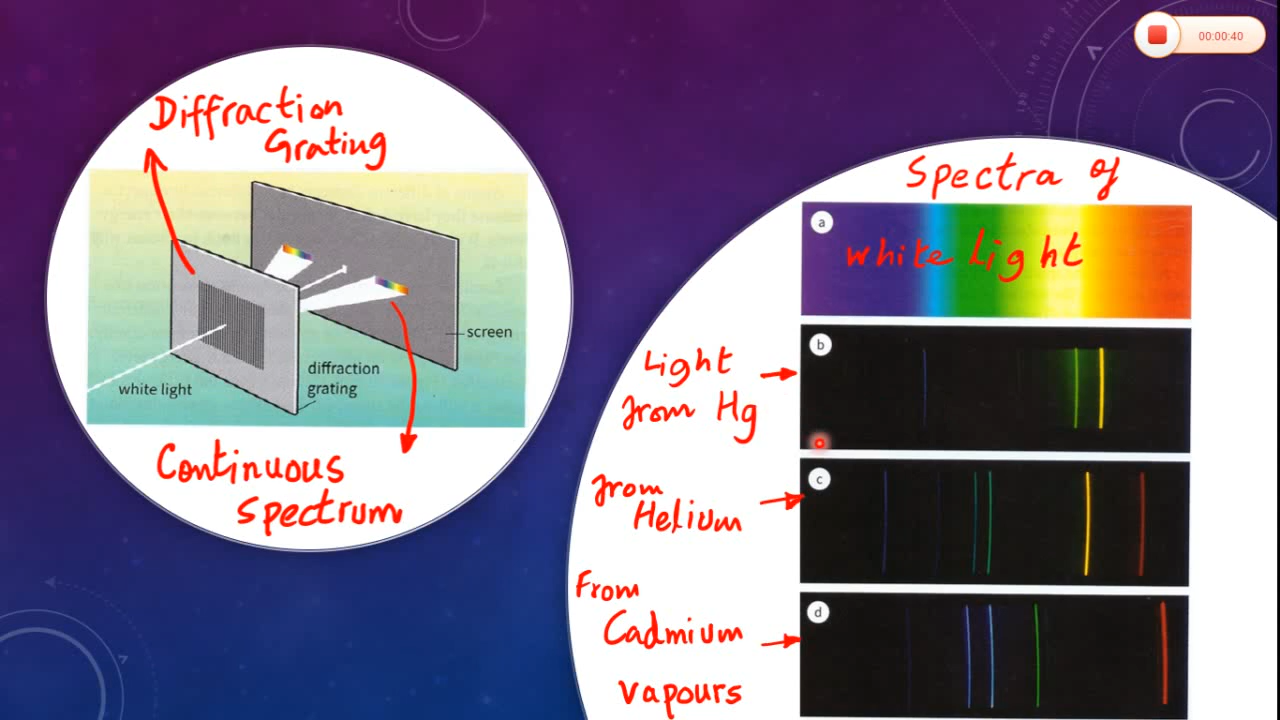 00:00:40
Diffraction
Grating
white light
diffraction
grating
screen
Continuous
Spectrum
Spectra of
a
white light
b
Light
from Hg
c
from
Helium
d
From
Cadmium
vapours